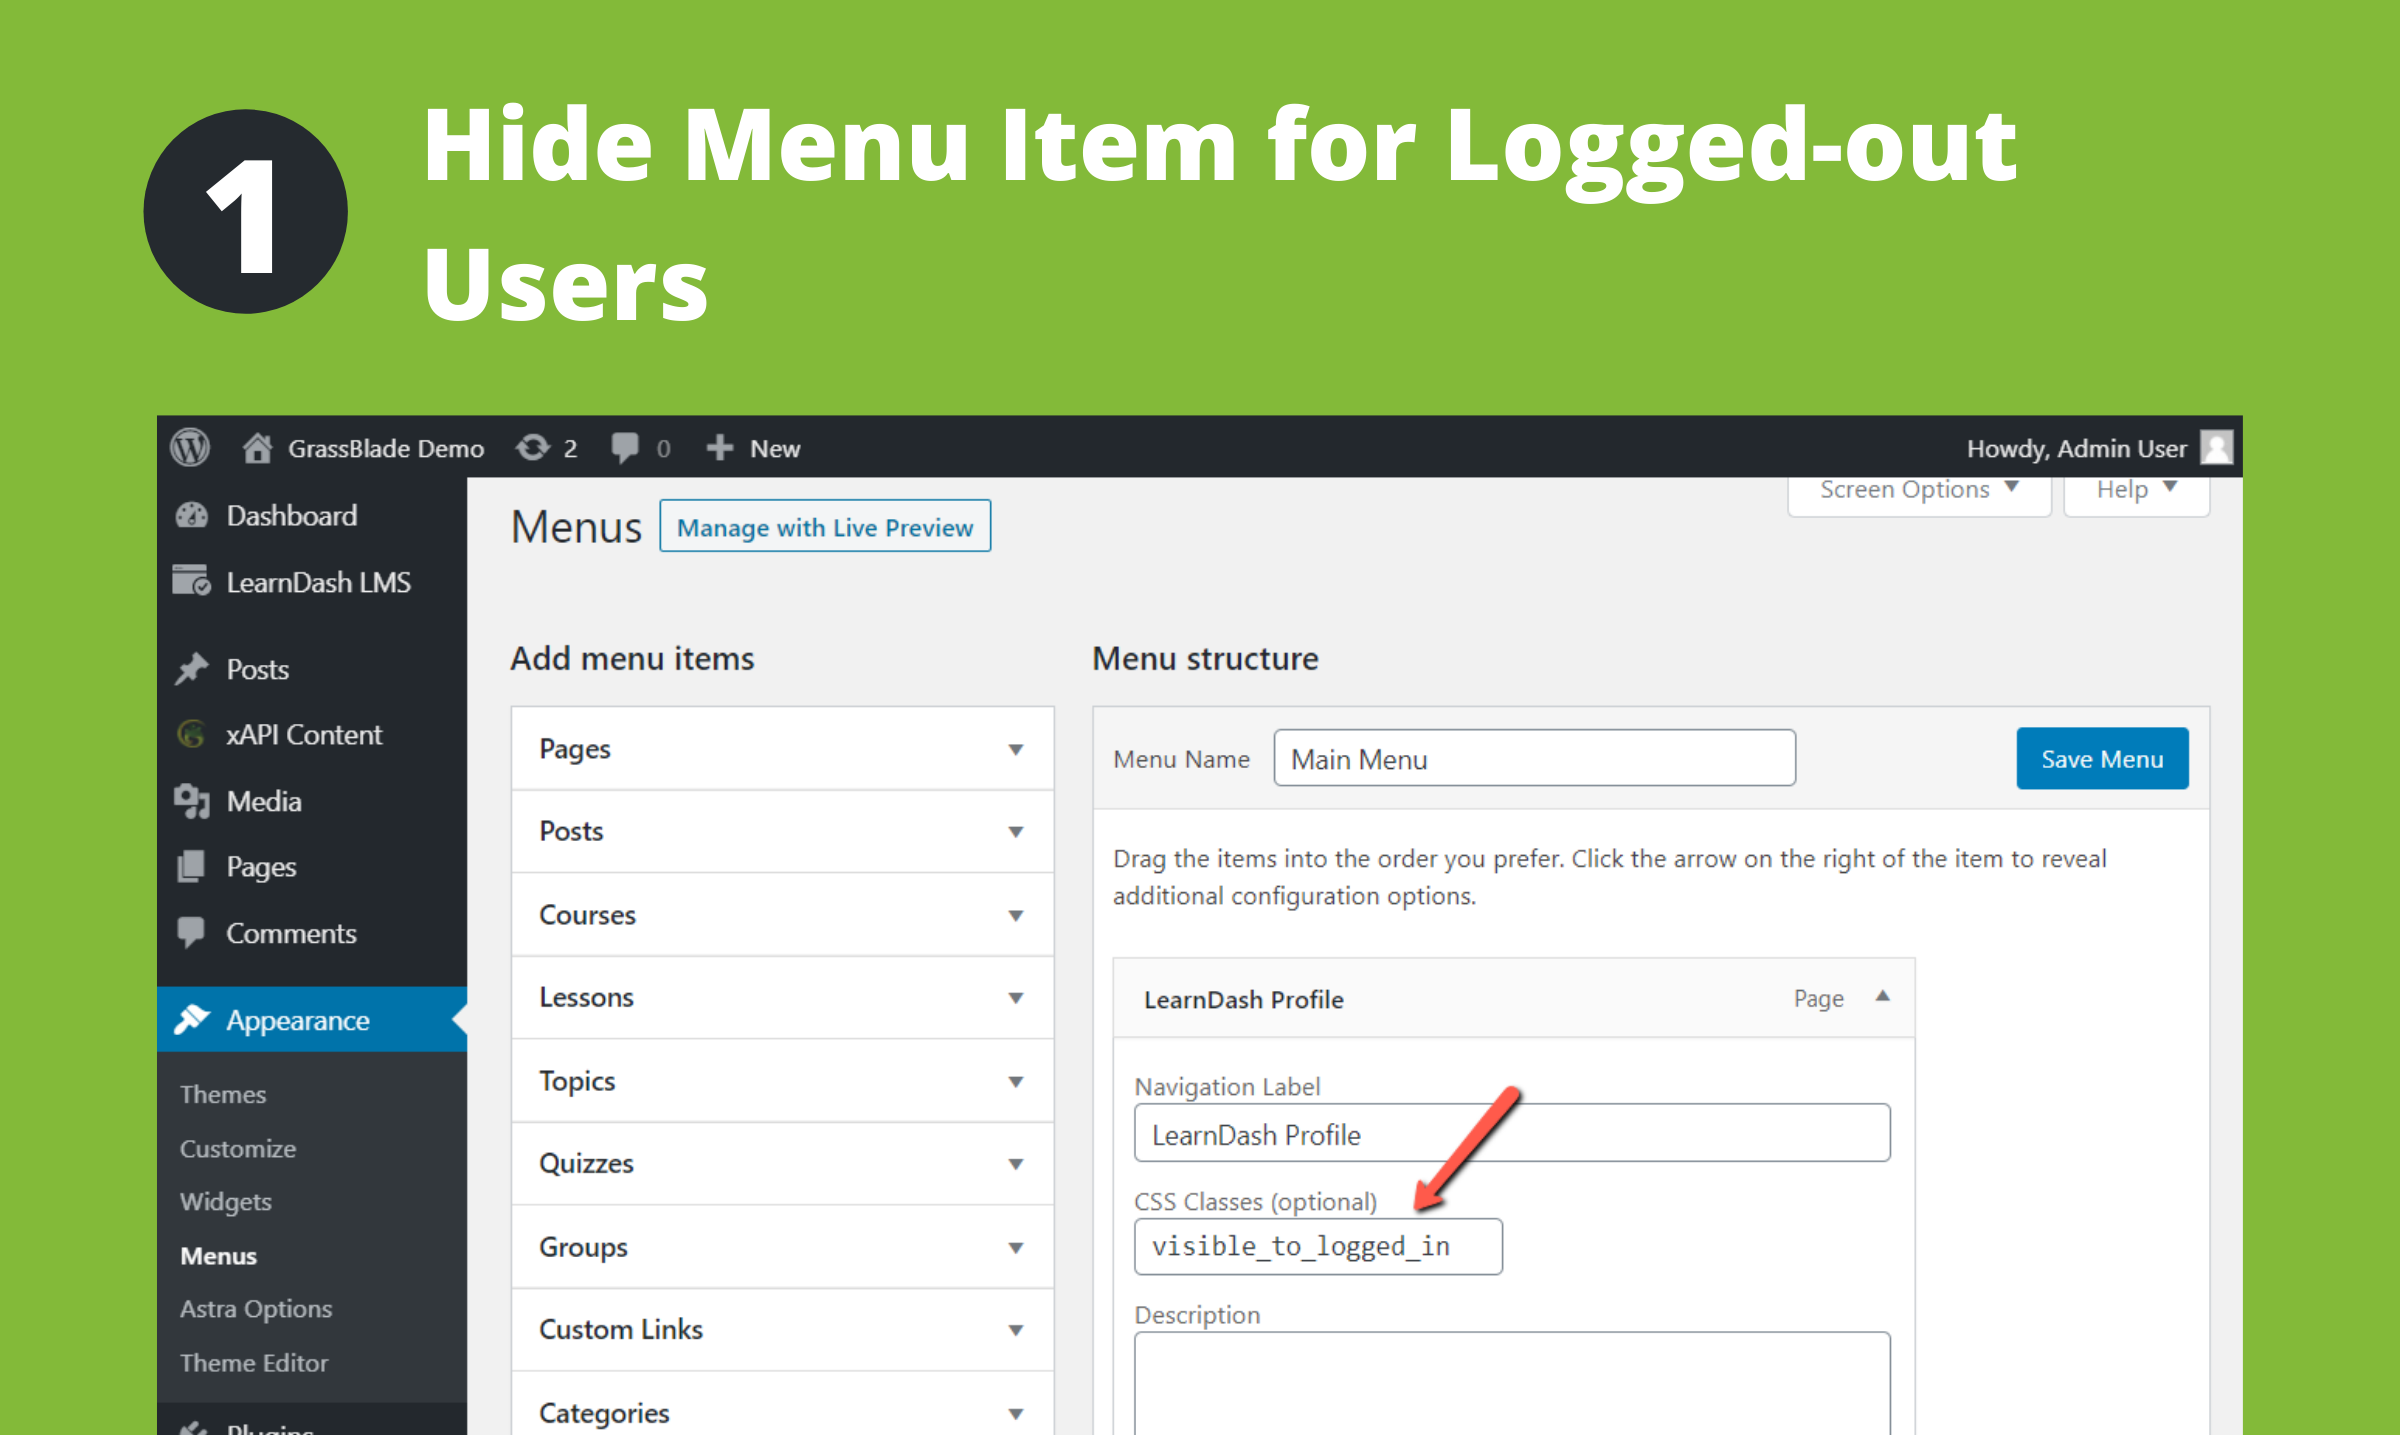 1
Hide Menu Item for Logged-out
Users
GrassBlade Demo 2 0 New
Howdy, Admin User
Dashboard
LearnDash LMS
Posts
xAPI Content
Media
Pages
Comments
Appearance
Themes
Customize
Widgets
Menus
Astra Options
Theme Editor
Plugins
Screen Options
Help
Menus
Manage with Live Preview
Add menu items
Pages
Posts
Courses
Lessons
Topics
Quizzes
Groups
Custom Links
Categories
Menu structure
Menu Name
Main Menu
Save Menu
Drag the items into the order you prefer. Click the arrow on the right of the item to reveal
additional configuration options.
LearnDash Profile
Page
Navigation Label
LearnDash Profile
CSS Classes (optional)
visible_to_logged_in
Description